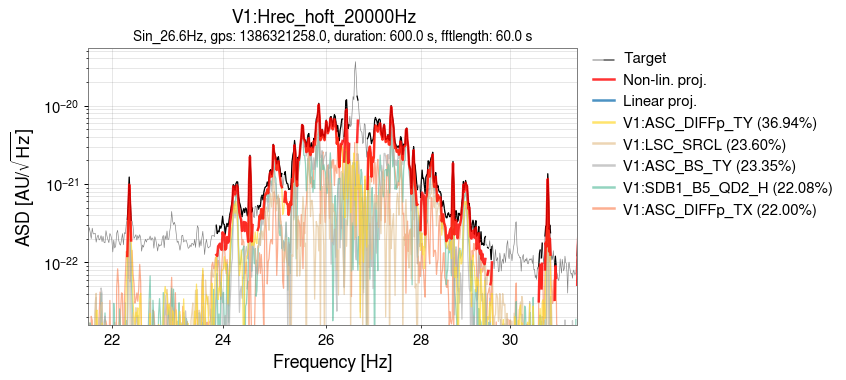 V1:Hrec_hoft_20000Hz
Sin_26.6Hz, gps: 1386321258.0, duration: 600.0 s, fftlength: 60.0 s
Target
Non-lin. proj.
Linear proj.
V1:ASC_DIFFp_TY (36.94%)
V1:LSC_SRCL (23.60%)
V1:ASC_BS_TY (23.35%)
V1:SDB1_B5_QD2_H (22.08%)
V1:ASC_DIFFp_TX (22.00%)
ASD [AU/√Hz]
10⁻²⁰
10⁻²¹
10⁻²²
22 24 26 28 30
Frequency [Hz]